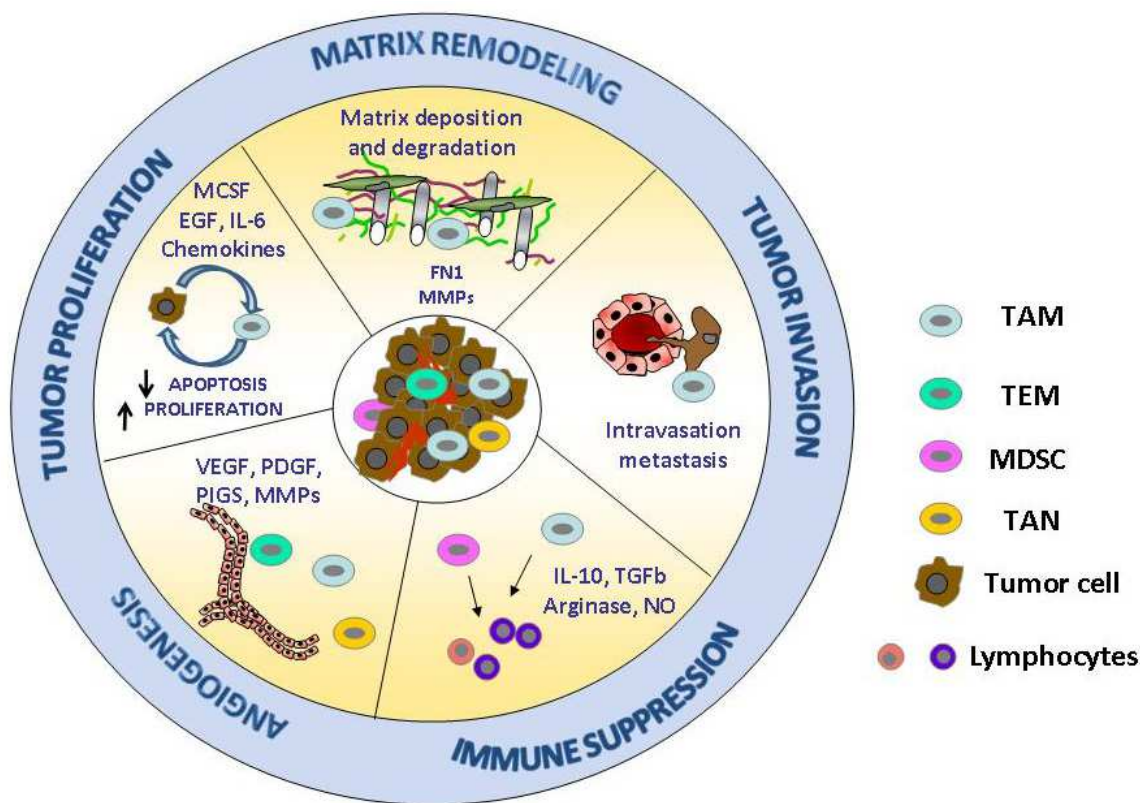 MATRIX REMODELING
Matrix deposition
and degradation
FN1
MMPs
TUMOR INVASION
Intravasation
metastasis
IMMUNE SUPPRESSION
IL-10, TGFb
Arginase, NO
ANGIOGENESIS
VEGF, PDGF,
PIGS, MMPs
TUMOR PROLIFERATION
MCSF
EGF, IL-6
Chemokines
APOPTOSIS
PROLIFERATION
TAM
TEM
MDSC
TAN
Tumor cell
Lymphocytes